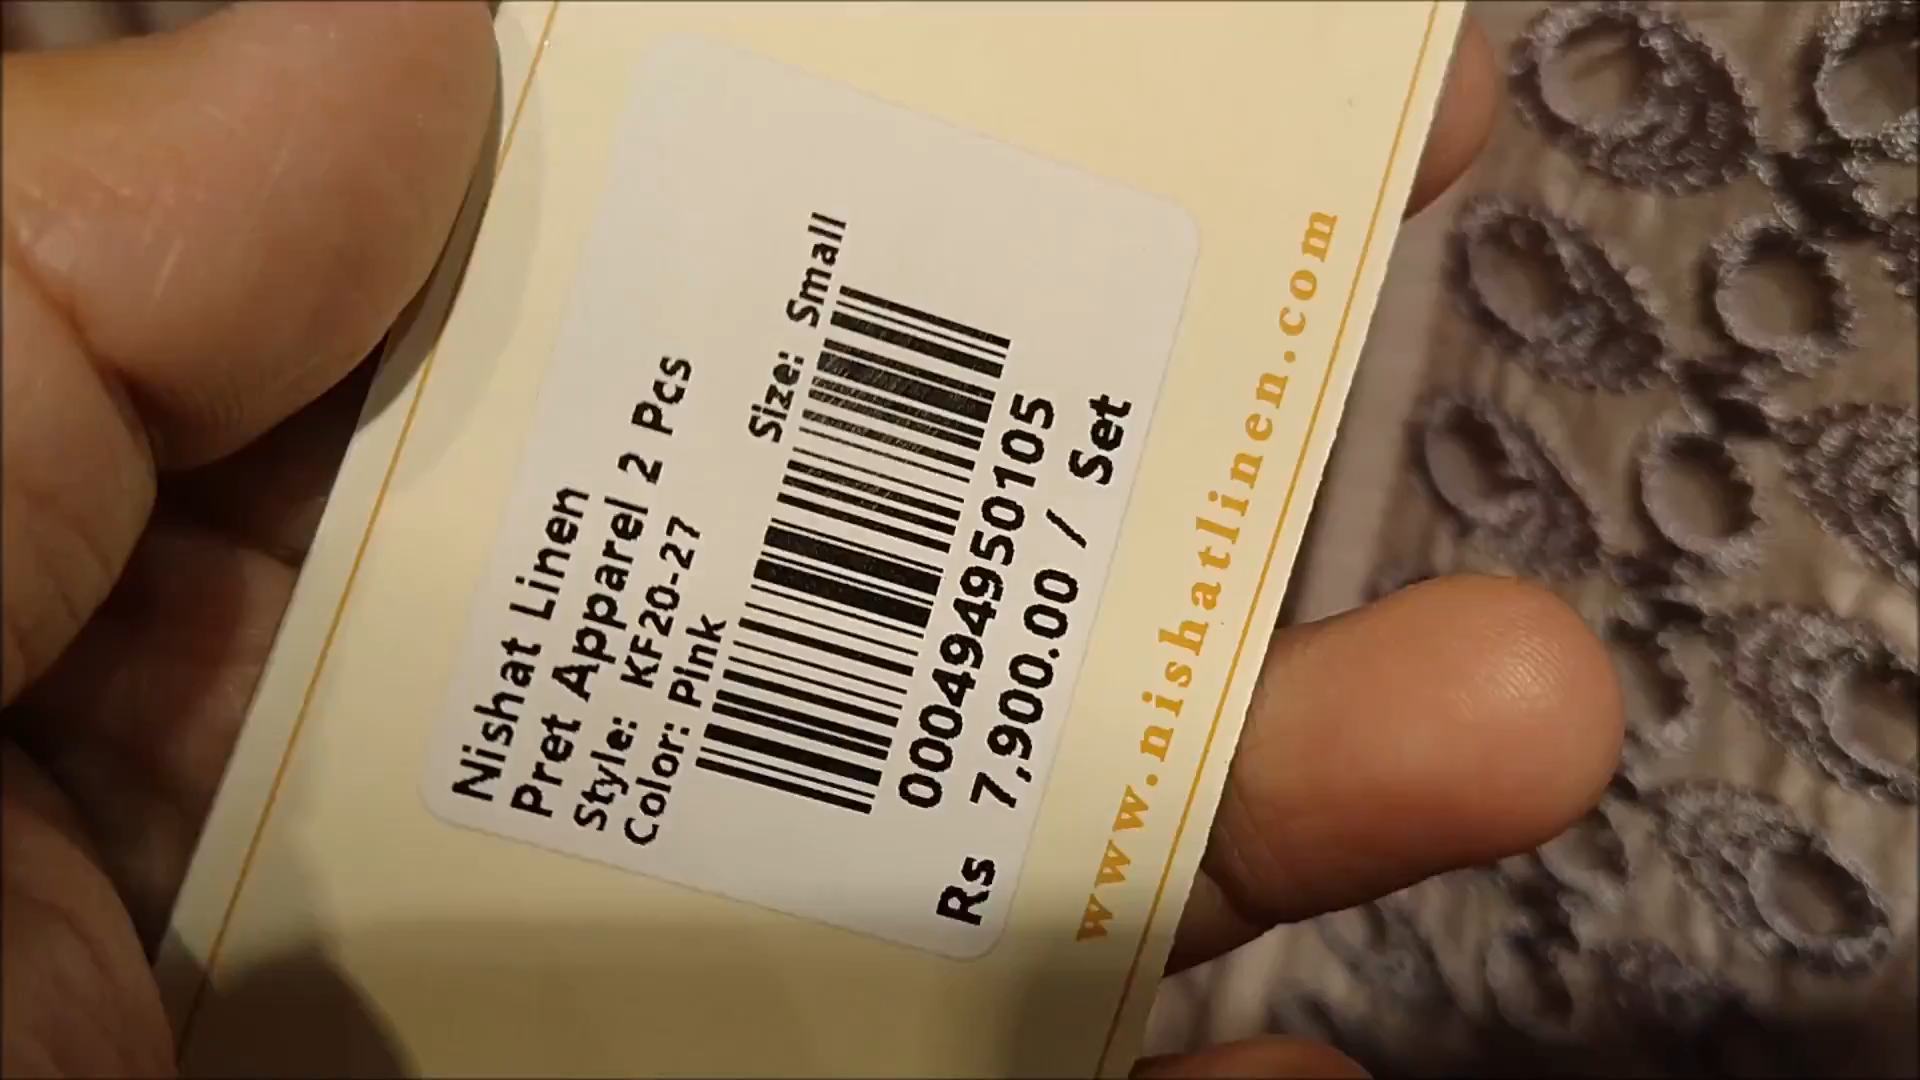 Nishat Linen
Pret Apparel 2 Pcs
Style: KF20-27
Color: Pink
Size: Small
000494950105
Rs 7,900.00 / Set
www.nishatlinen.com